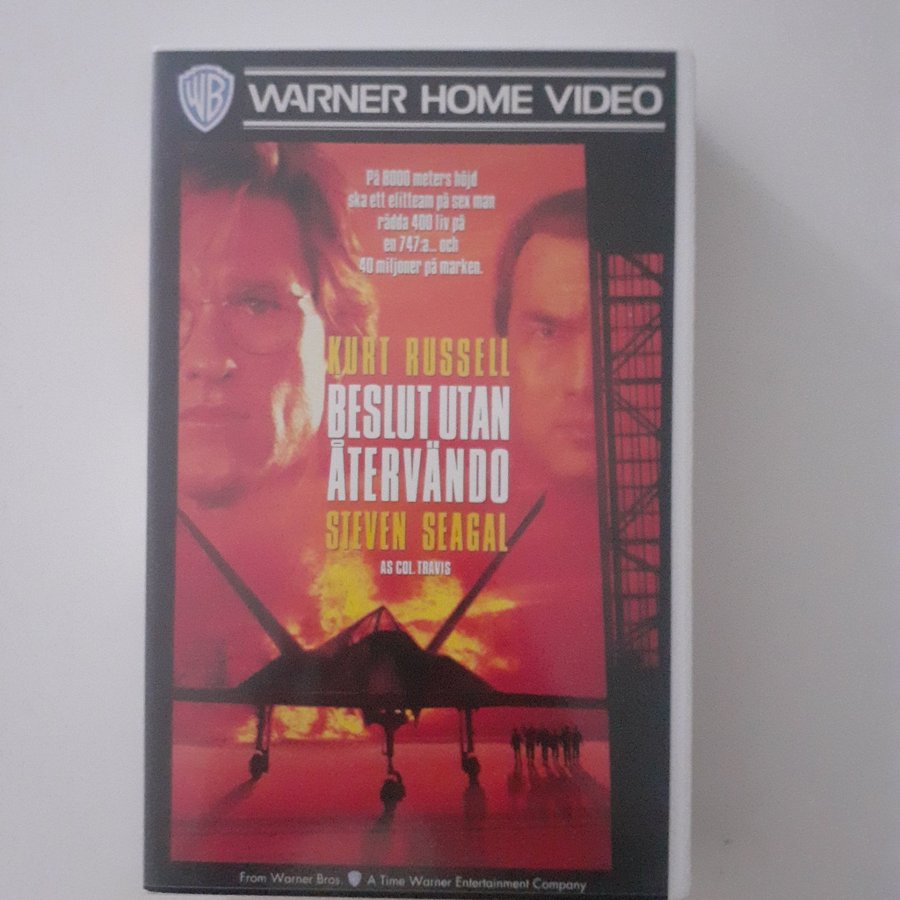 WB WARNER HOME VIDEO
På 8000 meters höjd
ska ett elitteam på sex man
rädda 400 liv på
en 747:a... och
40 miljoner på marken.
KURT RUSSELL
BESLUT UTAN
ÅTERVÄNDO
STEVEN SEAGAL
AS COL. TRAVIS
From Warner Bros. A Time Warner Entertainment Company